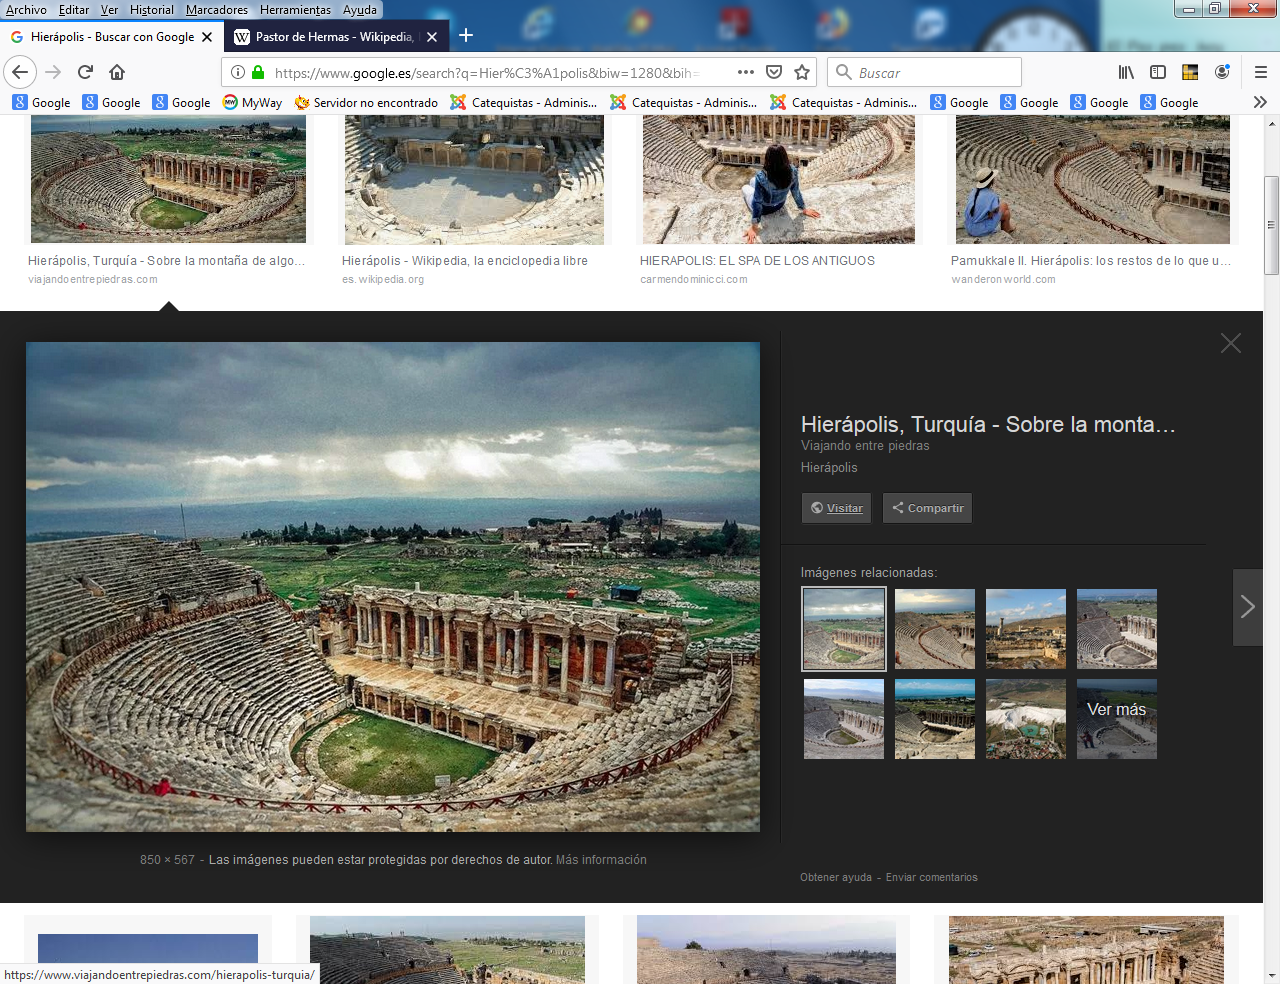 Archivo Editar Ver Historial Marcadores Herramientas Ayuda
Hierápolis - Buscar con Google
Pastor de Hermas - Wikipedia,
https://www.google.es/search?q=Hier%C3%A1polis&biw=1280&bih=
Buscar
Google Google Google MyWay Servidor no encontrado Catequistas - Adminis... Catequistas - Adminis... Catequistas - Adminis... Google Google Google Google
Hierápolis, Turquía - Sobre la montaña de algo...
viajandoentrepiedras.com
Hierápolis - Wikipedia, la enciclopedia libre
es.wikipedia.org
HIERAPOLIS: EL SPA DE LOS ANTIGUOS
carmendominicci.com
Pamukkale II. Hierápolis: los restos de lo que u...
wanderonworld.com
Hierápolis, Turquía - Sobre la monta...
Viajando entre piedras
Hierápolis
Visitar
Compartir
Imágenes relacionadas:
Ver más
850 × 567 - Las imágenes pueden estar protegidas por derechos de autor. Más información
Obtener ayuda - Enviar comentarios
https://www.viajandoentrepiedras.com/hierapolis-turquia/